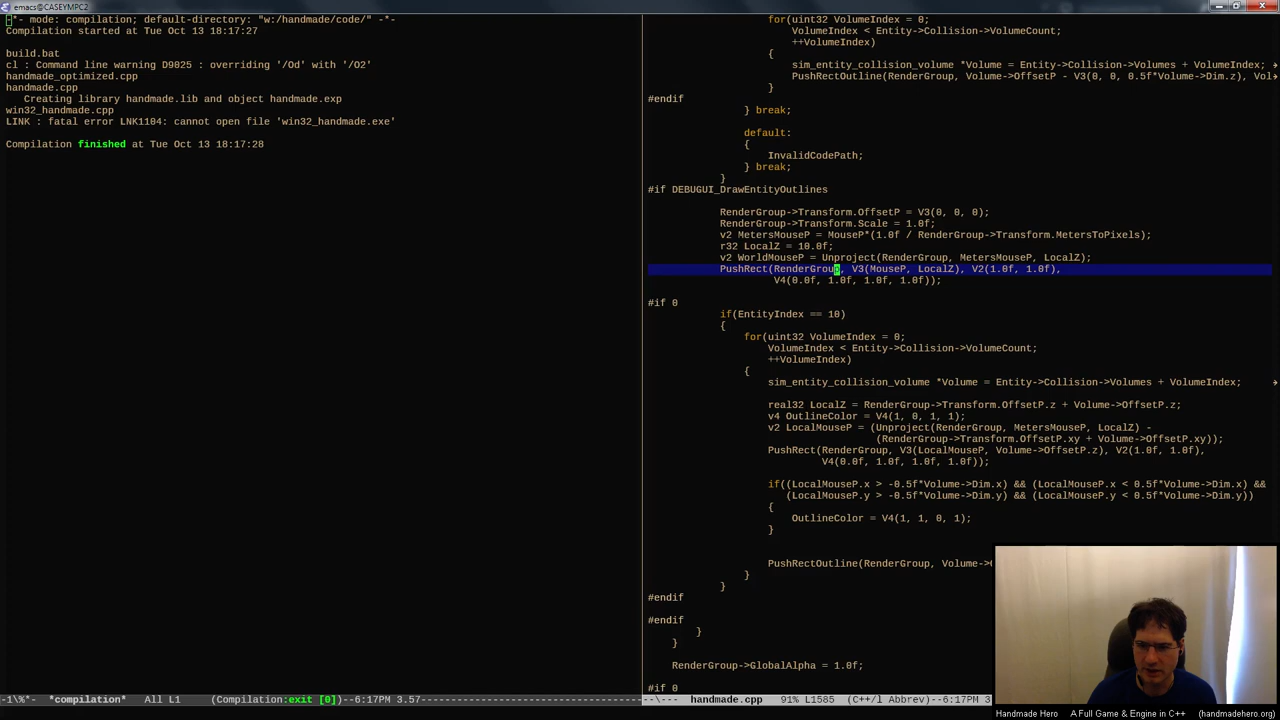 emacs@CASEYMPC2
-*- mode: compilation; default-directory: "w:/handmade/code/" -*-
Compilation started at Tue Oct 13 18:17:27
build.bat
cl : Command line warning D9025 : overriding '/Od' with '/O2'
handmade_optimized.cpp
handmade.cpp
Creating library handmade.lib and object handmade.exp
win32_handmade.cpp
LINK : fatal error LNK1104: cannot open file 'win32_handmade.exe'
Compilation finished at Tue Oct 13 18:17:28
-1\%*- *compilation* All L1 (Compilation:exit [0])--6:17PM 3.57
for(uint32 VolumeIndex = 0;
VolumeIndex < Entity->Collision->VolumeCount;
++VolumeIndex)
{
sim_entity_collision_volume *Volume = Entity->Collision->Volumes + VolumeIndex;
PushRectOutline(RenderGroup, Volume->OffsetP - V3(0, 0, 0.5f*Volume->Dim.z), Vol
}
#endif
} break;
default:
{
InvalidCodePath;
} break;
}
#if DEBUGUI_DrawEntityOutlines
RenderGroup->Transform.OffsetP = V3(0, 0, 0);
RenderGroup->Transform.Scale = 1.0f;
v2 MetersMouseP = MouseP*(1.0f / RenderGroup->Transform.MetersToPixels);
r32 LocalZ = 10.0f;
v2 WorldMouseP = Unproject(RenderGroup, MetersMouseP, LocalZ);
PushRect(RenderGroup, V3(MouseP, LocalZ), V2(1.0f, 1.0f),
V4(0.0f, 1.0f, 1.0f, 1.0f));
#if 0
if(EntityIndex == 10)
{
for(uint32 VolumeIndex = 0;
VolumeIndex < Entity->Collision->VolumeCount;
++VolumeIndex)
{
sim_entity_collision_volume *Volume = Entity->Collision->Volumes + VolumeIndex;
real32 LocalZ = RenderGroup->Transform.OffsetP.z + Volume->OffsetP.z;
v4 OutlineColor = V4(1, 0, 1, 1);
v2 LocalMouseP = (Unproject(RenderGroup, MetersMouseP, LocalZ) -
(RenderGroup->Transform.OffsetP.xy + Volume->OffsetP.xy));
PushRect(RenderGroup, V3(LocalMouseP, Volume->OffsetP.z), V2(1.0f, 1.0f),
V4(0.0f, 1.0f, 1.0f, 1.0f));
if((LocalMouseP.x > -0.5f*Volume->Dim.x) && (LocalMouseP.x < 0.5f*Volume->Dim.x) &&
(LocalMouseP.y > -0.5f*Volume->Dim.y) && (LocalMouseP.y < 0.5f*Volume->Dim.y))
{
OutlineColor = V4(1, 1, 0, 1);
}
PushRectOutline(RenderGroup, Volume->
}
}
#endif
#endif
}
}
RenderGroup->GlobalAlpha = 1.0f;
#if 0
-\--- handmade.cpp 91% L1585 (C++/l Abbrev)--6:17PM 3
Handmade Hero A Full Game & Engine in C++ (handmadehero.org)